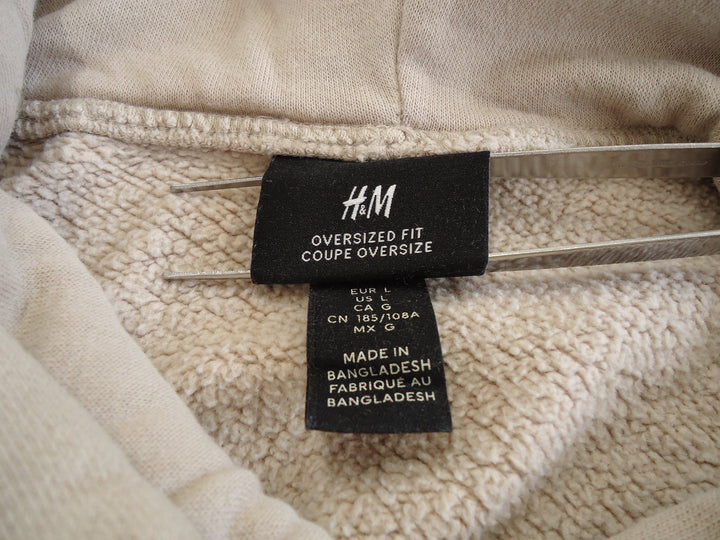 H&M
OVERSIZED FIT
COUPE OVERSIZE
EUR L
US L
CA G
CN 185/108A
MX G
MADE IN
BANGLADESH
FABRIQUÉ AU
BANGLADESH